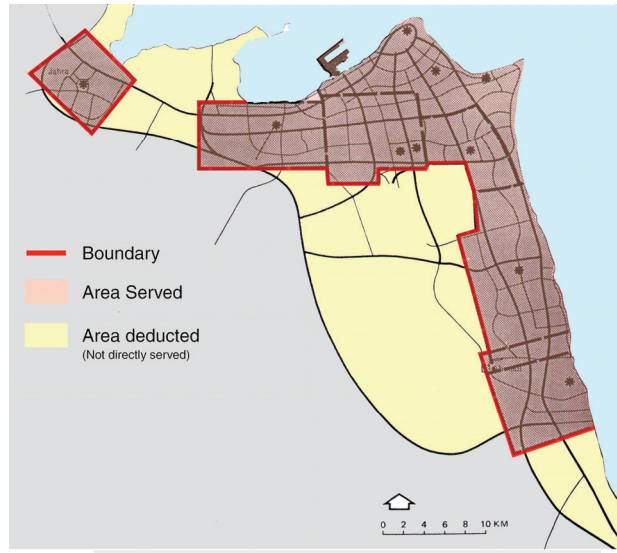 Jahra
Boundary
Area Served
Area deducted
(Not directly served)
0 2 4 6 8 10 KM